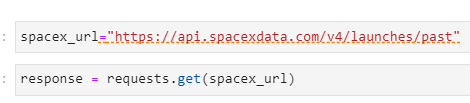 : spacex_url="https://api.spacexdata.com/v4/launches/past"
: response = requests.get(spacex_url)